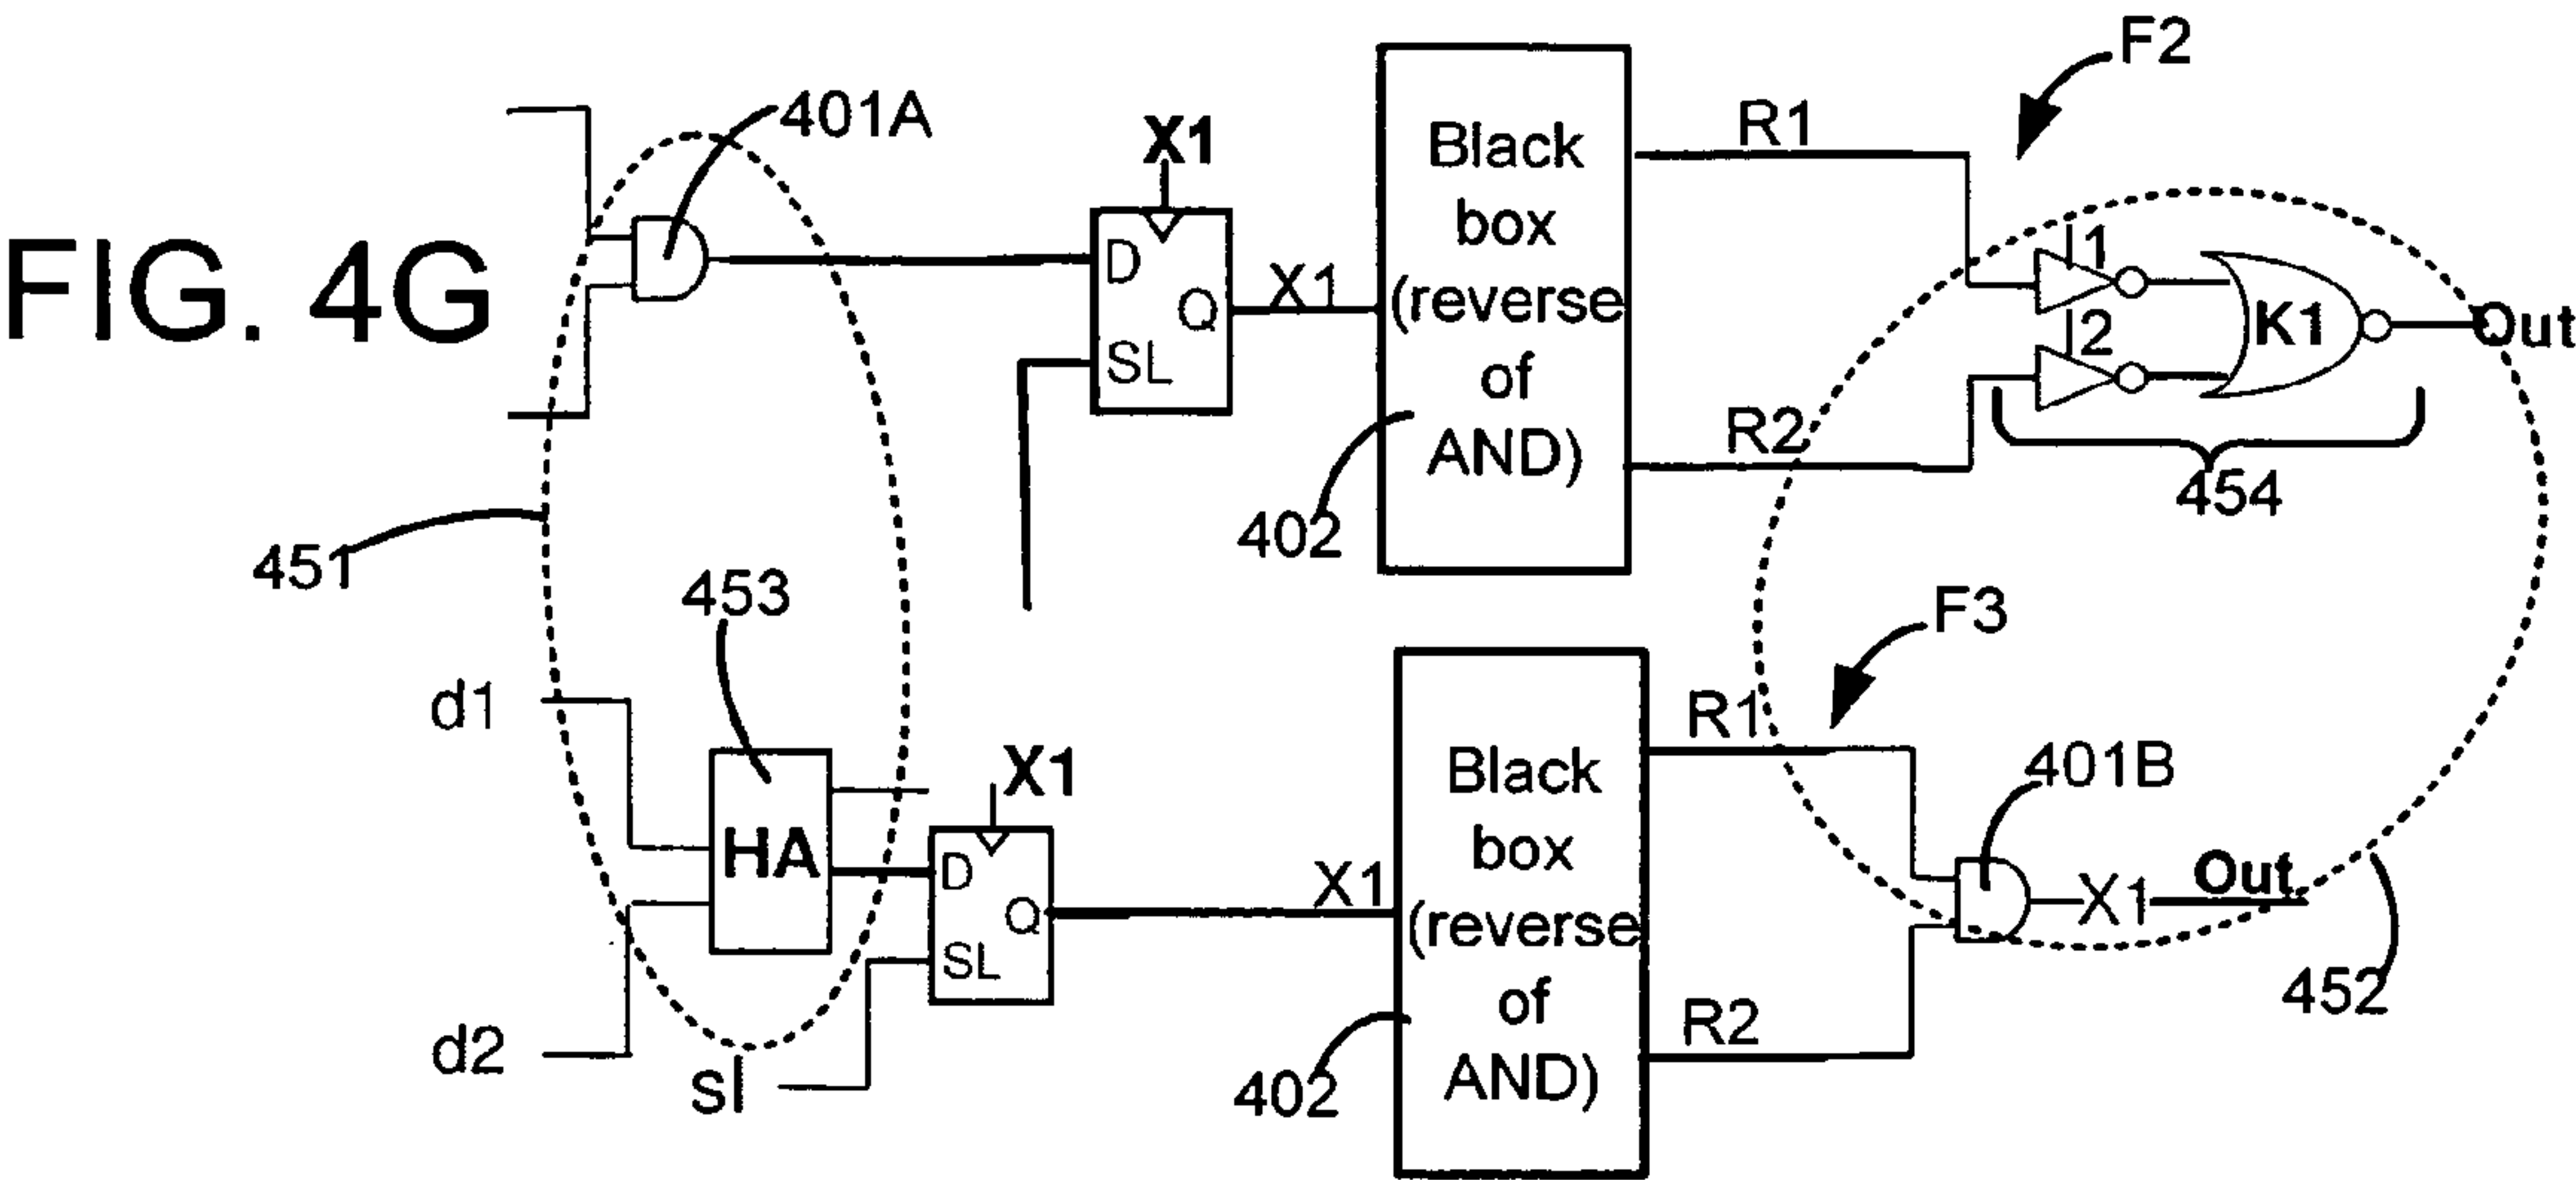 FIG. 4G
401A
X1
D
Q
SL
X1
Black
box
(reverse
of
AND)
402
R1
R2
F2
1
2
K1
Out
454
451
453
d1
d2
HA
sl
X1
D
Q
SL
X1
Black
box
(reverse
of
AND)
402
R1
R2
F3
401B
X1
Out
452